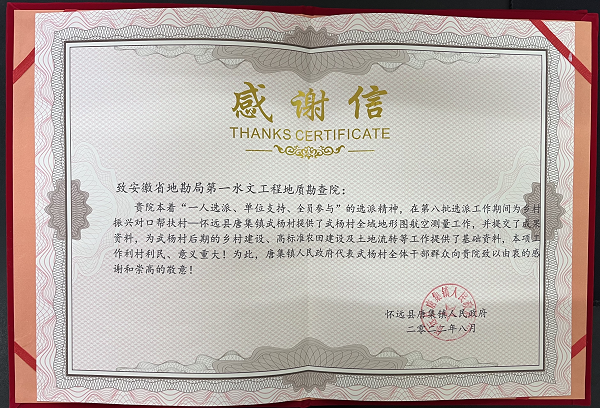 感谢信
THANKS CERTIFICATE
致安徽省地勘局第一水文工程地质勘查院：
贵院本着“一人选派、单位支持、全员参与”的选派精神，在第八批选派工作期间为乡村
振兴对口帮扶村—怀远县唐集镇武杨村提供了武杨村全域地形图航空测量工作，并提交了成果
资料，为武杨村后期的乡村建设、高标准农田建设及土地流转等工作提供了基础资料，本项工
作利村利民、意义重大！为此，唐集镇人民政府代表武杨村全体干部群众向贵院致以由衷的感
谢和崇高的敬意！
怀远县唐集镇人民政府
二〇二二年八月